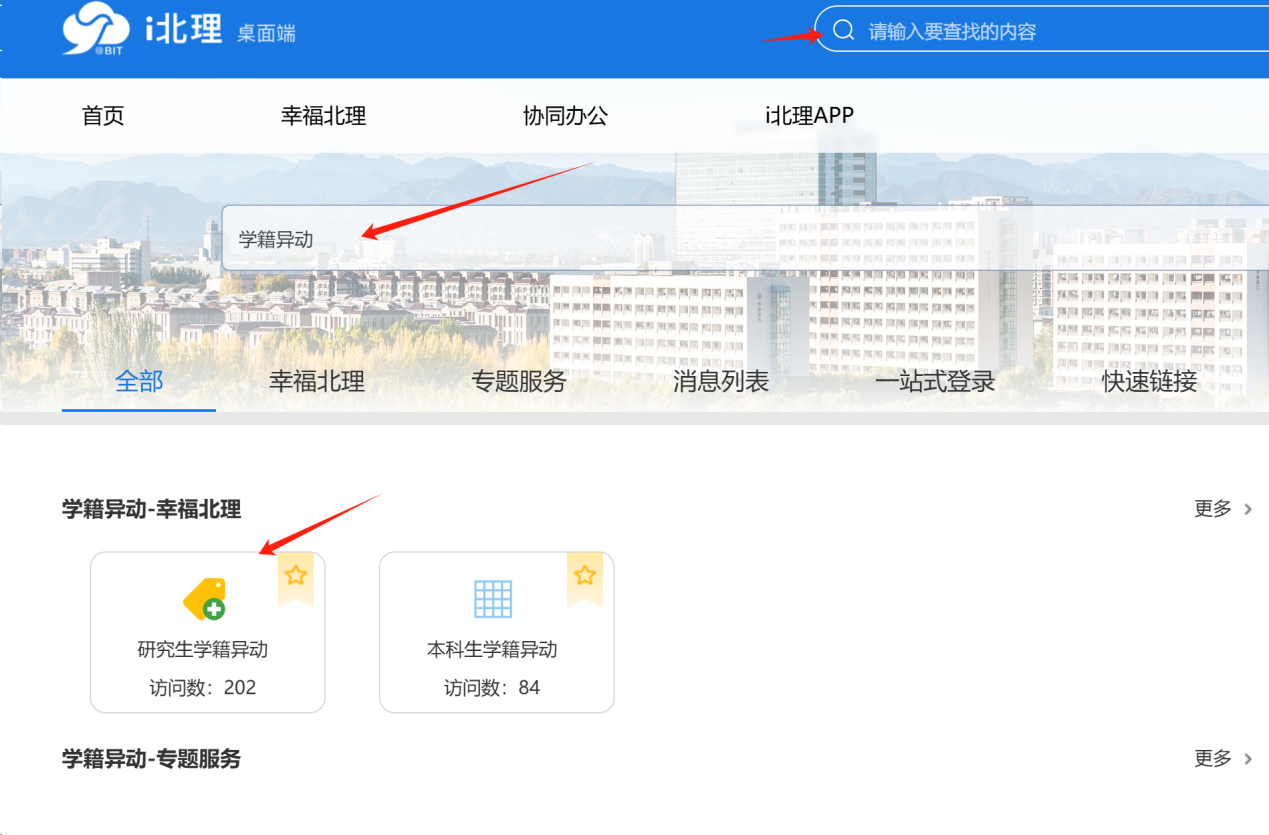 @BIT
i北理 桌面端
请输入要查找的内容
首页 幸福北理 协同办公 i北理APP
学籍异动
全部 幸福北理 专题服务 消息列表 一站式登录 快速链接
学籍异动-幸福北理 更多
研究生学籍异动 本科生学籍异动
访问数：202 访问数：84
学籍异动-专题服务 更多